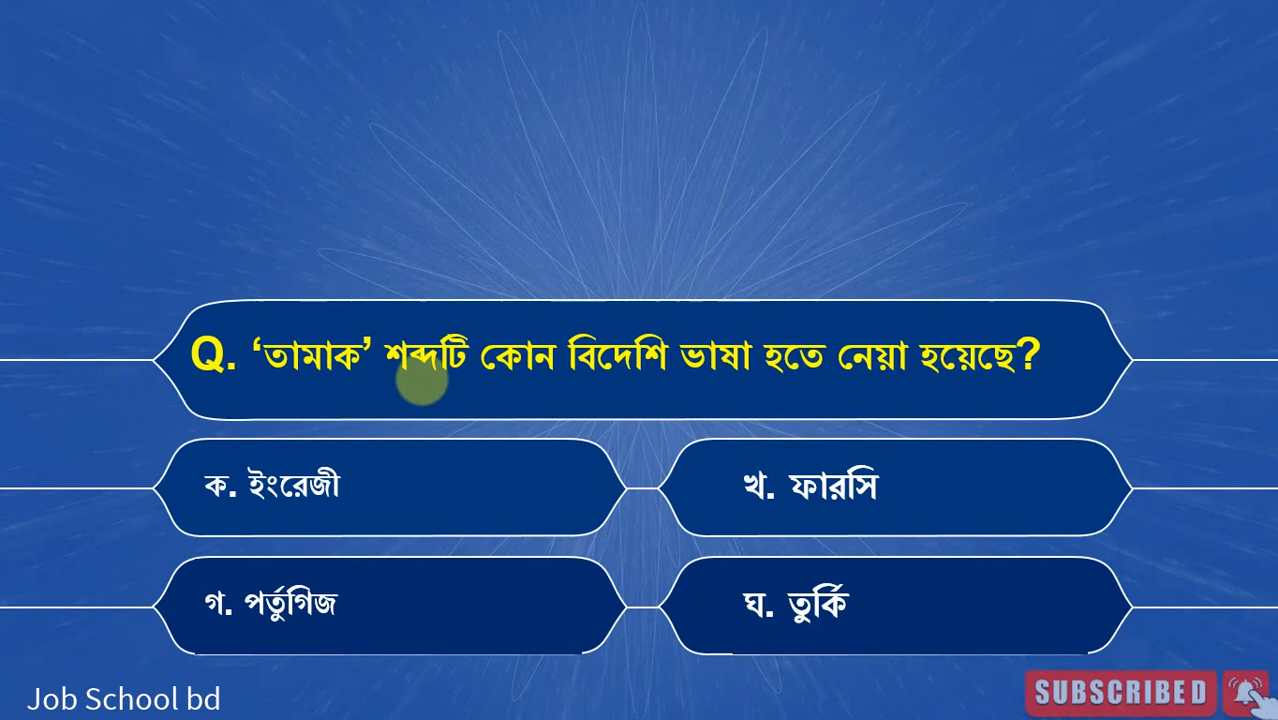 Q. ‘তামাক’ শব্দটি কোন বিদেশি ভাষা হতে নেয়া হয়েছে?
ক. ইংরেজী
খ. ফারসি
গ. পর্তুগিজ
ঘ. তুর্কি
Job School bd
SUBSCRIBED